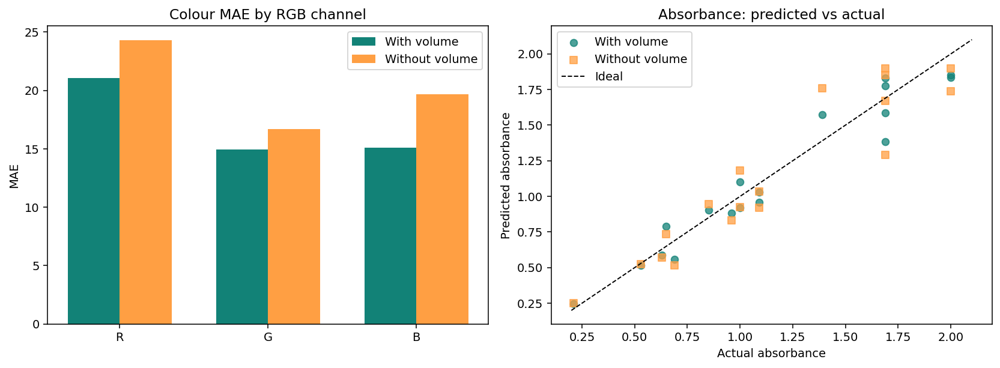 Colour MAE by RGB channel
MAE
25
20
15
10
5
0
R
G
B
With volume
Without volume
Absorbance: predicted vs actual
Predicted absorbance
2.00
1.75
1.50
1.25
1.00
0.75
0.50
0.25
0.25
0.50
0.75
1.00
1.25
1.50
1.75
2.00
Actual absorbance
With volume
Without volume
Ideal